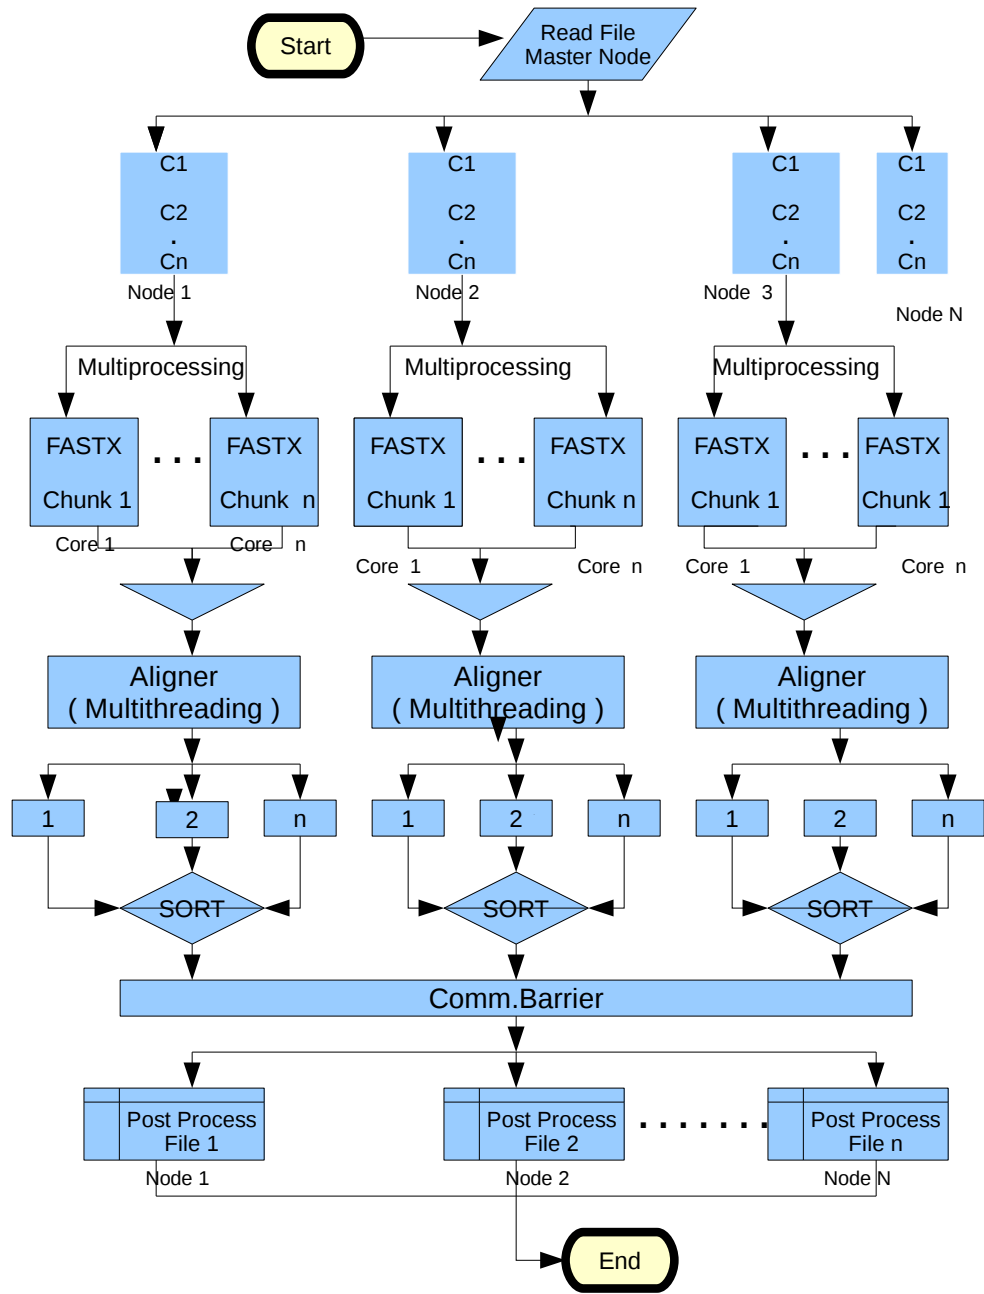 Start
Read File
Master Node
C1
C2
.
Cn
C1
C2
.
Cn
C1
C2
.
Cn
C1
C2
.
Cn
Node 1
Node 2
Node 3
Node N
Multiprocessing
Multiprocessing
Multiprocessing
FASTX
Chunk 1
. . .
FASTX
Chunk n
FASTX
Chunk 1
. . .
FASTX
Chunk n
FASTX
Chunk 1
. . .
FASTX
Chunk 1
Core 1
Core n
Core 1
Core n
Core 1
Core n
Aligner
( Multithreading )
Aligner
( Multithreading )
Aligner
( Multithreading )
1
2
n
1
2
n
1
2
n
SORT
SORT
SORT
Comm.Barrier
Post Process
File 1
Post Process
File 2
. . . . . . .
Post Process
File n
Node 1
Node 2
Node N
End